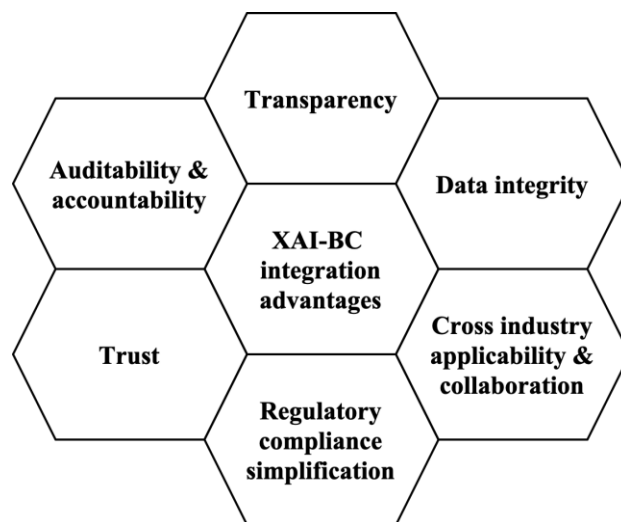 Transparency
Auditability &
accountability
Data integrity
XAI-BC
integration
advantages
Trust
Cross industry
applicability &
collaboration
Regulatory
compliance
simplification